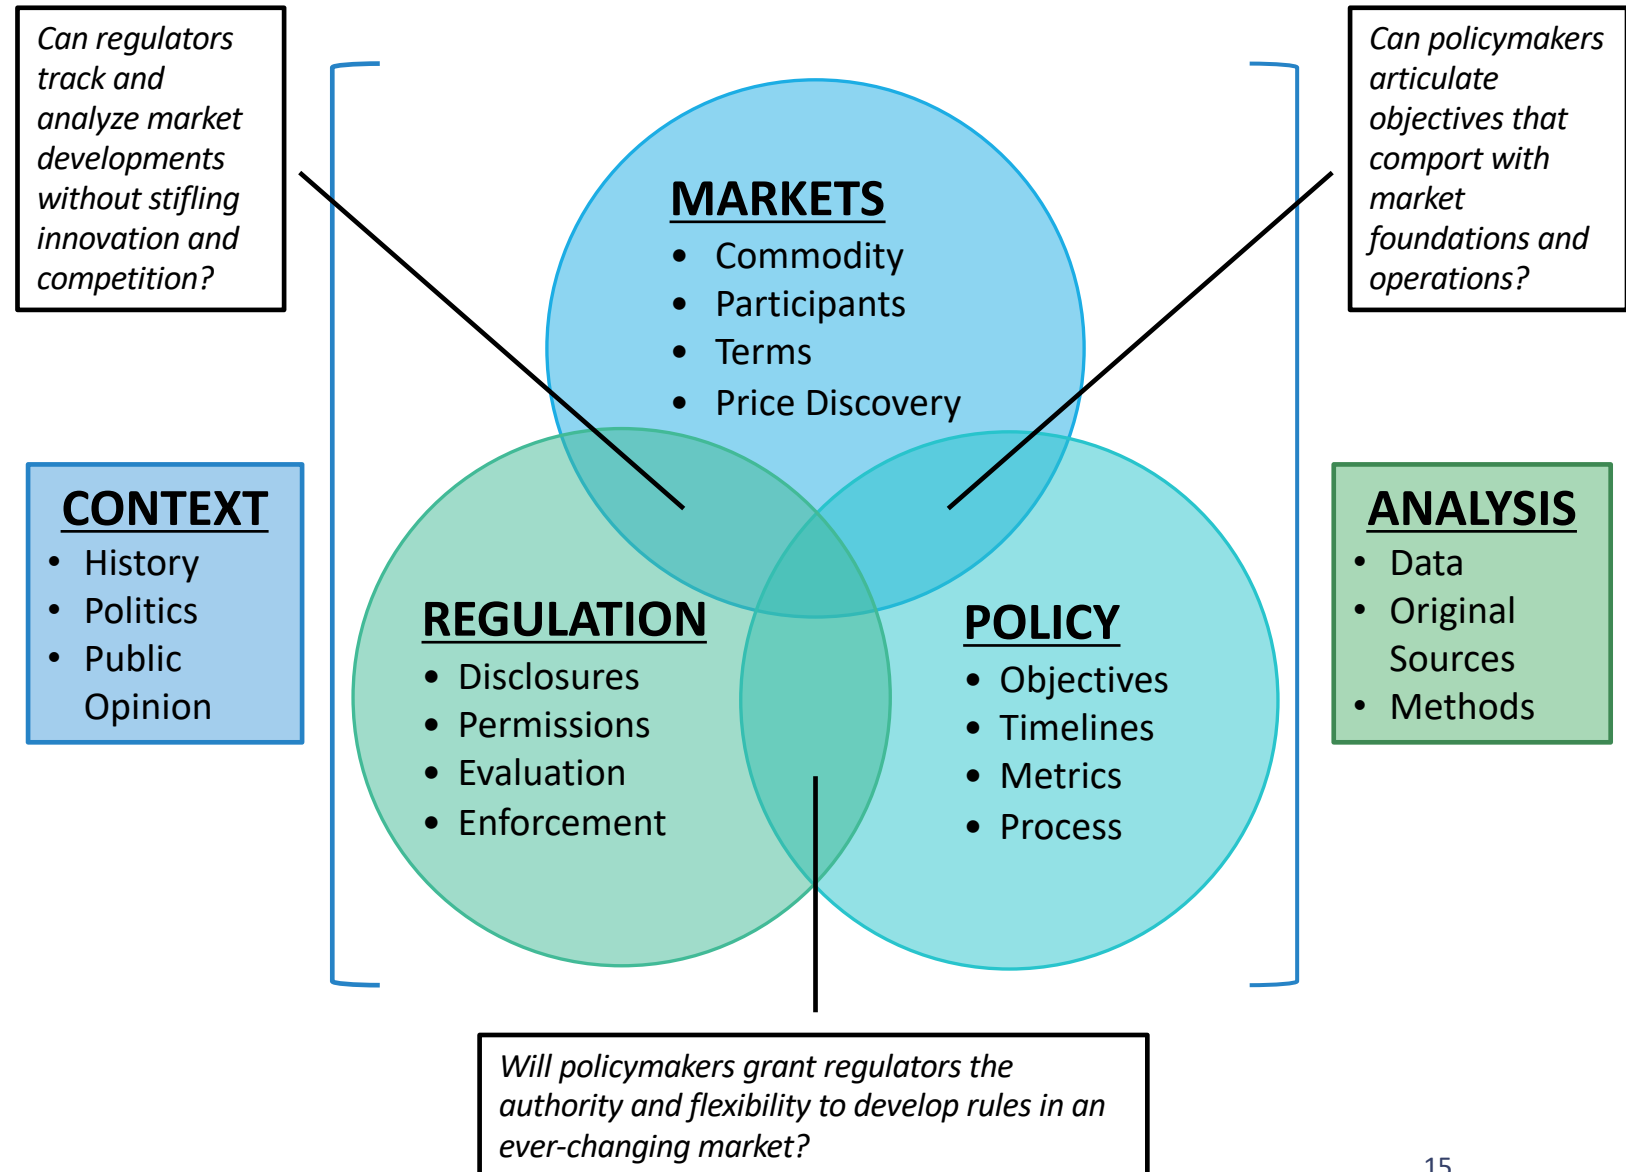 Can regulators
track and
analyze market
developments
without stifling
innovation and
competition?
Can policymakers
articulate
objectives that
comport with
market
foundations and
operations?
MARKETS
• Commodity
• Participants
• Terms
• Price Discovery
CONTEXT
• History
• Politics
• Public
Opinion
REGULATION
• Disclosures
• Permissions
• Evaluation
• Enforcement
POLICY
• Objectives
• Timelines
• Metrics
• Process
ANALYSIS
• Data
• Original
Sources
• Methods
Will policymakers grant regulators the
authority and flexibility to develop rules in an
ever-changing market?
15